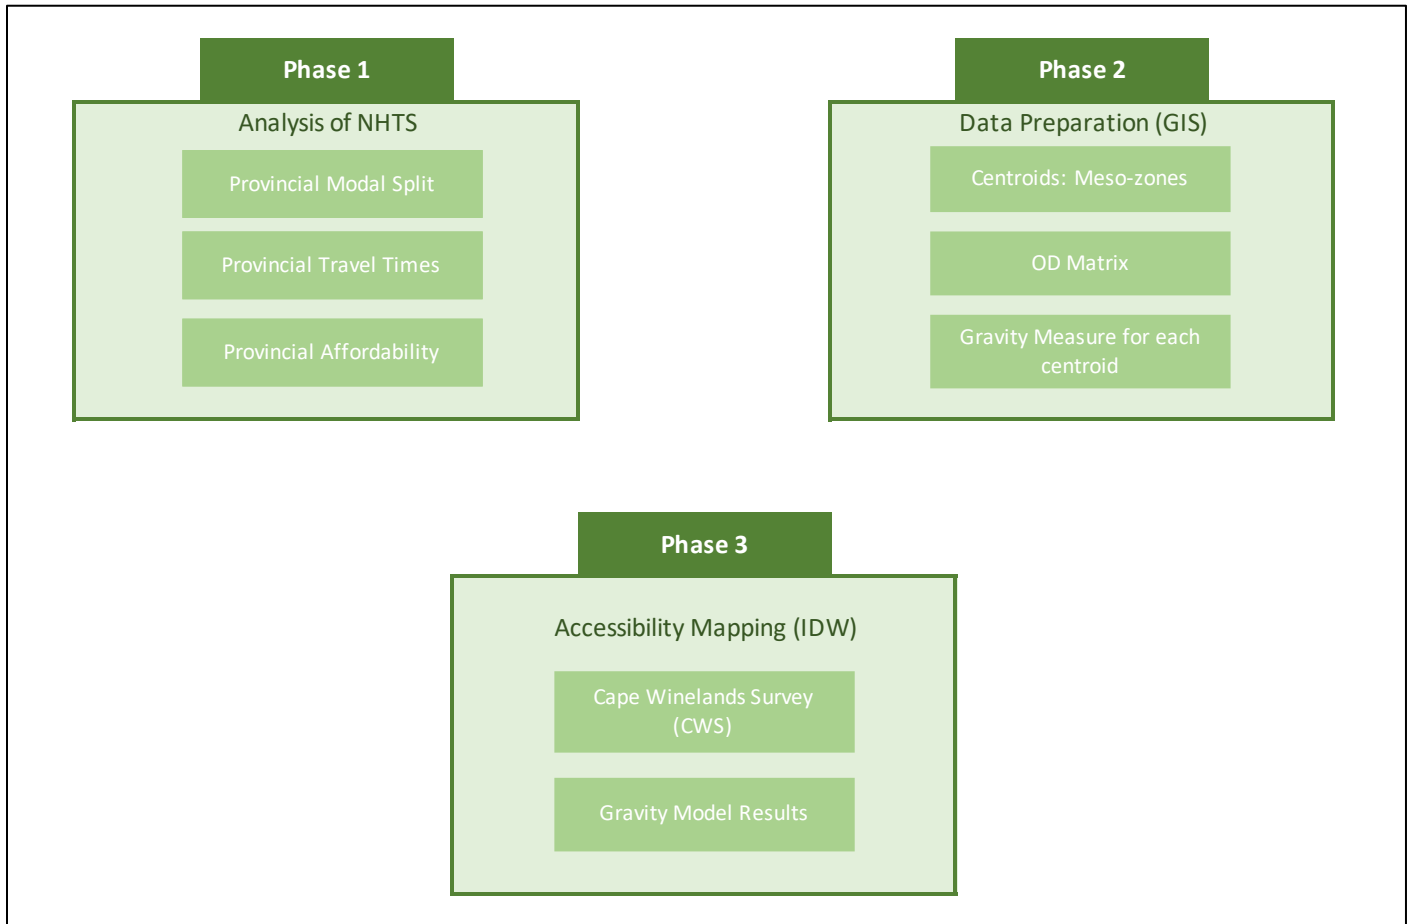 Phase 1
Analysis of NHTS
Provincial Modal Split
Provincial Travel Times
Provincial Affordability
Phase 2
Data Preparation (GIS)
Centroids: Meso-zones
OD Matrix
Gravity Measure for each
centroid
Phase 3
Accessibility Mapping (IDW)
Cape Winelands Survey
(CWS)
Gravity Model Results